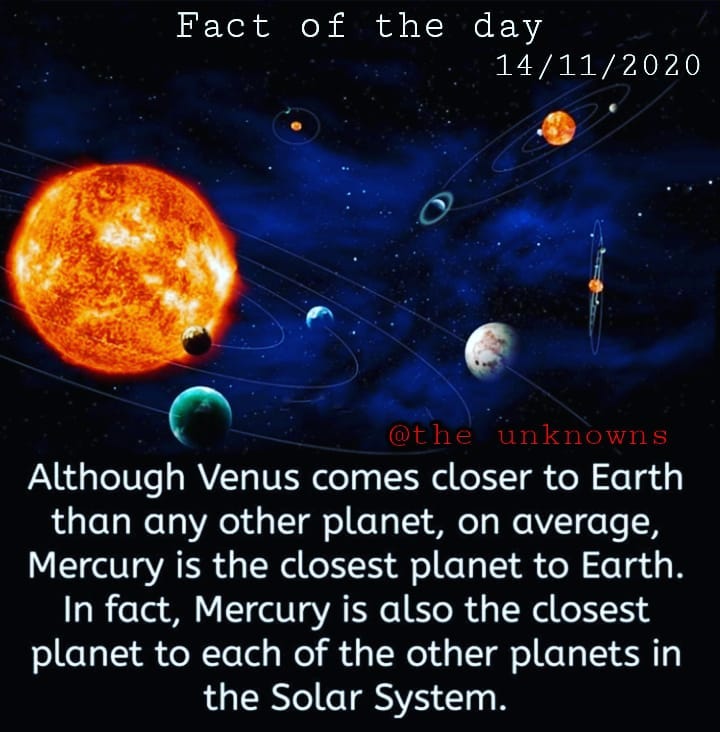 Fact of the day
14/11/2020
@the unknowns
Although Venus comes closer to Earth
than any other planet, on average,
Mercury is the closest planet to Earth.
In fact, Mercury is also the closest
planet to each of the other planets in
the Solar System.